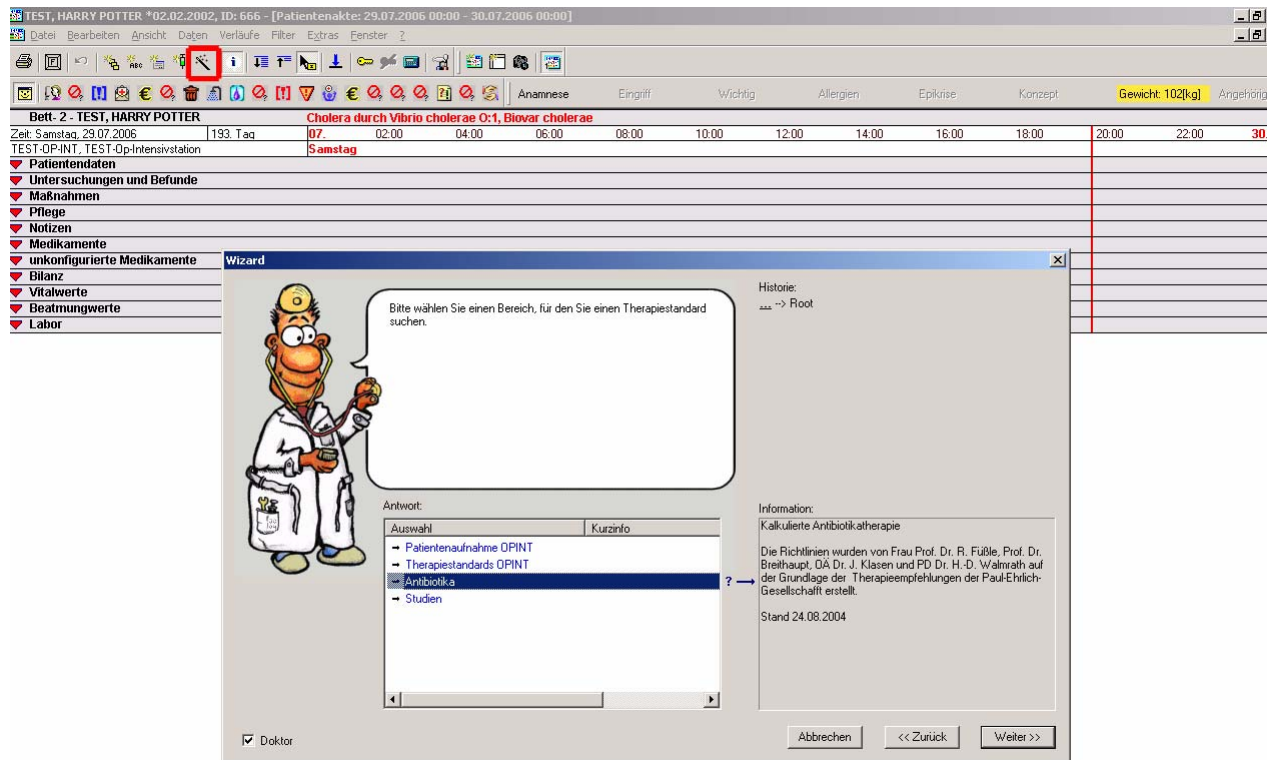 TEST, HARRY POTTER *02.02.2002, ID: 666 - [Patientenakte: 29.07.2006 00:00 - 30.07.2006 00:00]
Datei Bearbeiten Ansicht Daten Verläufe Filter Extras Fenster ?
Anamnese Eingriff Wichtig Allergien Epikrise Konzept Gewicht: 102[kg] Angehörig
Bett- 2 - TEST, HARRY POTTER Cholera durch Vibrio cholerae O:1, Biovar cholerae
Zeit: Samstag, 29.07.2006 193. Tag 07. 02:00 04:00 06:00 08:00 10:00 12:00 14:00 16:00 18:00 20:00 22:00 30.
TEST-OP-INT, TEST-Op-Intensivstation Samstag
Patientendaten
Untersuchungen und Befunde
Maßnahmen
Pflege
Notizen
Medikamente
unkonfigurierte Medikamente
Bilanz
Vitalwerte
Beatmungwerte
Labor
Wizard
Bitte wählen Sie einen Bereich, für den Sie einen Therapiestandard
suchen.
Historie:
... --> Root
Antwort:
Auswahl Kurzinfo
Patientenaufnahme OPINT
Therapiestandards OPINT
Antibiotika
Studien
?
Information:
Kalkulierte Antibiotikatherapie
Die Richtlinien wurden von Frau Prof. Dr. R. Füßle, Prof. Dr.
Breithaupt, OÄ Dr. J. Klasen und PD Dr. H.-D. Walmrath auf
der Grundlage der Therapieempfehlungen der Paul-Ehrlich-
Gesellschafft erstellt.
Stand 24.08.2004
Doktor
Abbrechen << Zurück Weiter >>